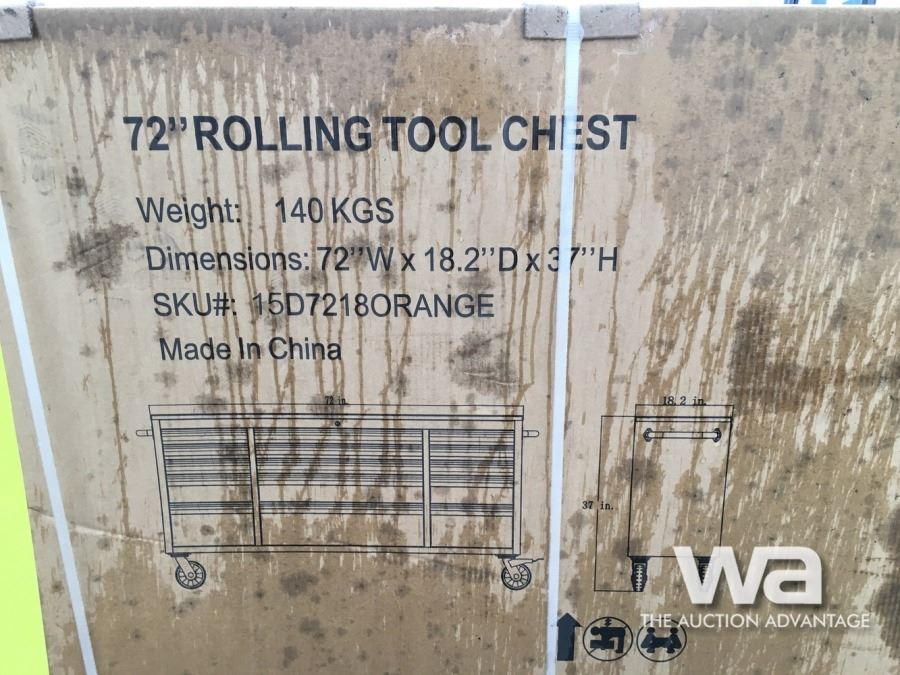 72''ROLLING TOOL CHEST
Weight: 140 KGS
Dimensions: 72''W x 18.2''D x 37''H
SKU#: 15D7218ORANGE
Made In China
72 in.
18.2 in.
37 in.
wa
THE AUCTION ADVANTAGE